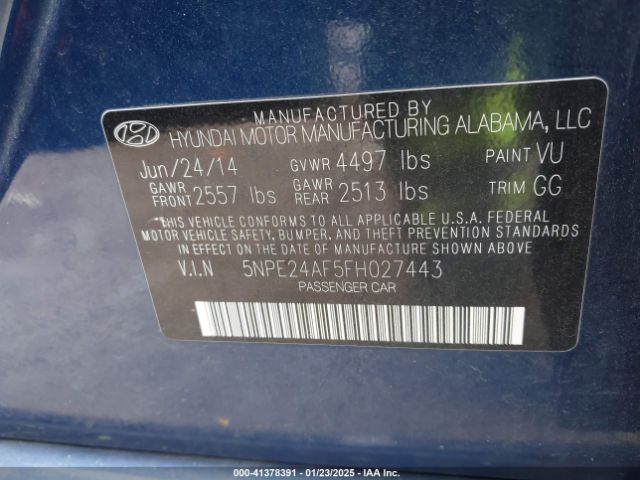 MANUFACTURED BY
HYUNDAI MOTOR MANUFACTURING ALABAMA, LLC
Jun/24/14 GVWR 4497 lbs PAINT VU
GAWR FRONT 2557 lbs GAWR REAR 2513 lbs TRIM GG
THIS VEHICLE CONFORMS TO ALL APPLICABLE U.S.A. FEDERAL
MOTOR VEHICLE SAFETY, BUMPER, AND THEFT PREVENTION STANDARDS
IN EFFECT ON THE DATE OF MANUFACTURE SHOWN ABOVE.
V.I.N 5NPE24AF5FH027443
PASSENGER CAR
000-41378391 - 01/23/2025 - IAA, Inc.